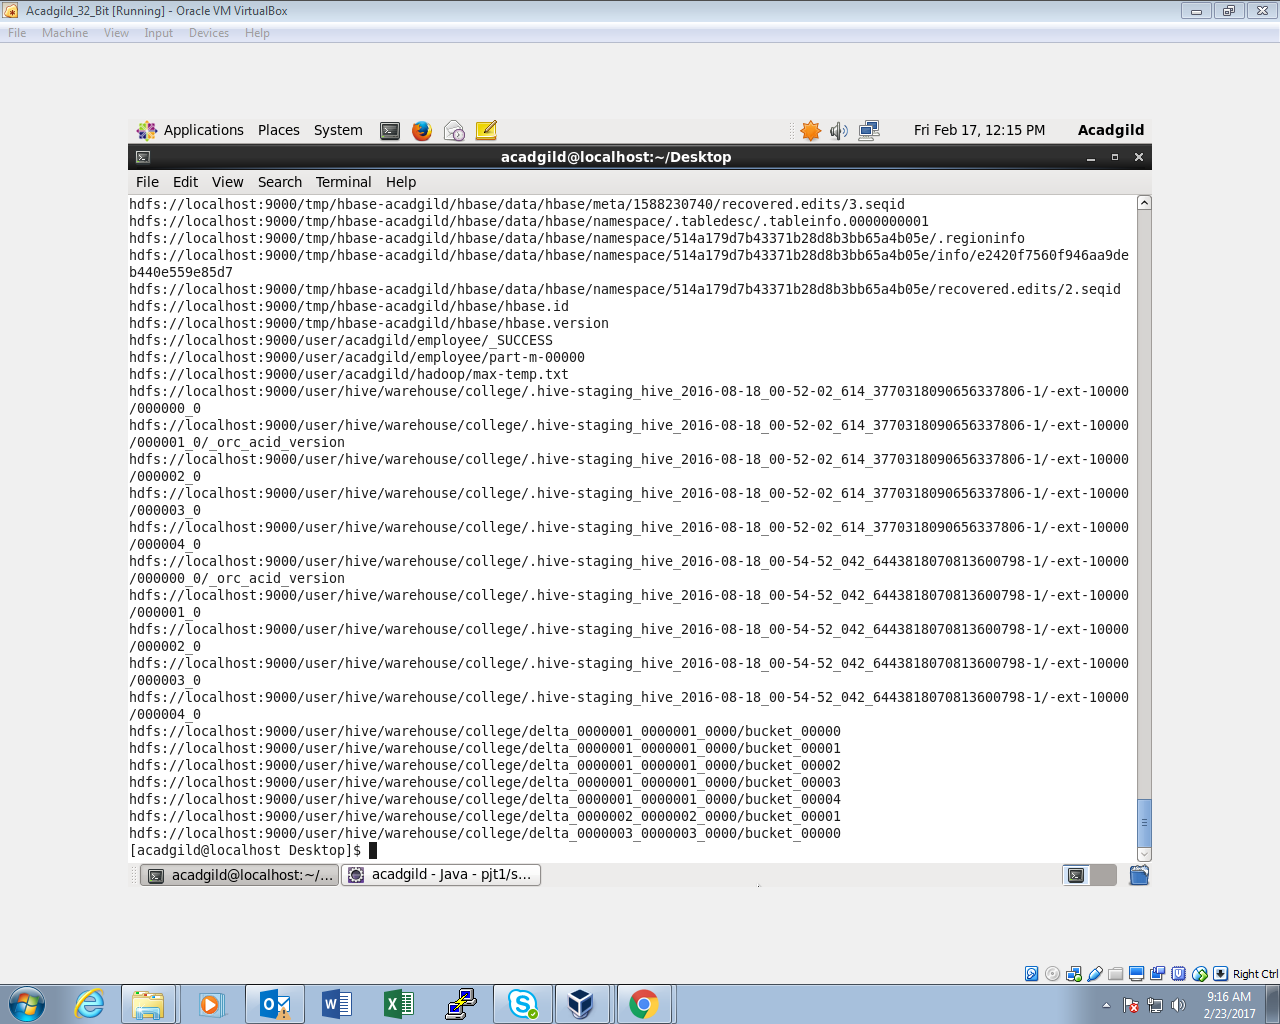 Acadgild_32_Bit [Running] - Oracle VM VirtualBox
File Machine View Input Devices Help
Applications Places System Fri Feb 17, 12:15 PM Acadgild
acadgild@localhost:~/Desktop
File Edit View Search Terminal Help
hdfs://localhost:9000/tmp/hbase-acadgild/hbase/data/hbase/meta/1588230740/recovered.edits/3.seqid
hdfs://localhost:9000/tmp/hbase-acadgild/hbase/data/hbase/namespace/.tabledesc/.tableinfo.0000000001
hdfs://localhost:9000/tmp/hbase-acadgild/hbase/data/hbase/namespace/514a179d7b43371b28d8b3bb65a4b05e/.regioninfo
hdfs://localhost:9000/tmp/hbase-acadgild/hbase/data/hbase/namespace/514a179d7b43371b28d8b3bb65a4b05e/info/e2420f7560f946aa9de
b440e559e85d7
hdfs://localhost:9000/tmp/hbase-acadgild/hbase/data/hbase/namespace/514a179d7b43371b28d8b3bb65a4b05e/recovered.edits/2.seqid
hdfs://localhost:9000/tmp/hbase-acadgild/hbase/hbase.id
hdfs://localhost:9000/tmp/hbase-acadgild/hbase/hbase.version
hdfs://localhost:9000/user/acadgild/employee/_SUCCESS
hdfs://localhost:9000/user/acadgild/employee/part-m-00000
hdfs://localhost:9000/user/acadgild/hadoop/max-temp.txt
hdfs://localhost:9000/user/hive/warehouse/college/.hive-staging_hive_2016-08-18_00-52-02_614_3770318090656337806-1/-ext-10000
/000000_0
hdfs://localhost:9000/user/hive/warehouse/college/.hive-staging_hive_2016-08-18_00-52-02_614_3770318090656337806-1/-ext-10000
/000001_0/_orc_acid_version
hdfs://localhost:9000/user/hive/warehouse/college/.hive-staging_hive_2016-08-18_00-52-02_614_3770318090656337806-1/-ext-10000
/000002_0
hdfs://localhost:9000/user/hive/warehouse/college/.hive-staging_hive_2016-08-18_00-52-02_614_3770318090656337806-1/-ext-10000
/000003_0
hdfs://localhost:9000/user/hive/warehouse/college/.hive-staging_hive_2016-08-18_00-52-02_614_3770318090656337806-1/-ext-10000
/000004_0
hdfs://localhost:9000/user/hive/warehouse/college/.hive-staging_hive_2016-08-18_00-54-52_042_6443818070813600798-1/-ext-10000
/000000_0/_orc_acid_version
hdfs://localhost:9000/user/hive/warehouse/college/.hive-staging_hive_2016-08-18_00-54-52_042_6443818070813600798-1/-ext-10000
/000001_0
hdfs://localhost:9000/user/hive/warehouse/college/.hive-staging_hive_2016-08-18_00-54-52_042_6443818070813600798-1/-ext-10000
/000002_0
hdfs://localhost:9000/user/hive/warehouse/college/.hive-staging_hive_2016-08-18_00-54-52_042_6443818070813600798-1/-ext-10000
/000003_0
hdfs://localhost:9000/user/hive/warehouse/college/.hive-staging_hive_2016-08-18_00-54-52_042_6443818070813600798-1/-ext-10000
/000004_0
hdfs://localhost:9000/user/hive/warehouse/college/delta_0000001_0000001_0000/bucket_00000
hdfs://localhost:9000/user/hive/warehouse/college/delta_0000001_0000001_0000/bucket_00001
hdfs://localhost:9000/user/hive/warehouse/college/delta_0000001_0000001_0000/bucket_00002
hdfs://localhost:9000/user/hive/warehouse/college/delta_0000001_0000001_0000/bucket_00003
hdfs://localhost:9000/user/hive/warehouse/college/delta_0000001_0000001_0000/bucket_00004
hdfs://localhost:9000/user/hive/warehouse/college/delta_0000002_0000002_0000/bucket_00001
hdfs://localhost:9000/user/hive/warehouse/college/delta_0000003_0000003_0000/bucket_00000
[acadgild@localhost Desktop]$
acadgild@localhost:~/... acadgild - Java - pjt1/s...
Right Ctrl
9:16 AM
2/23/2017